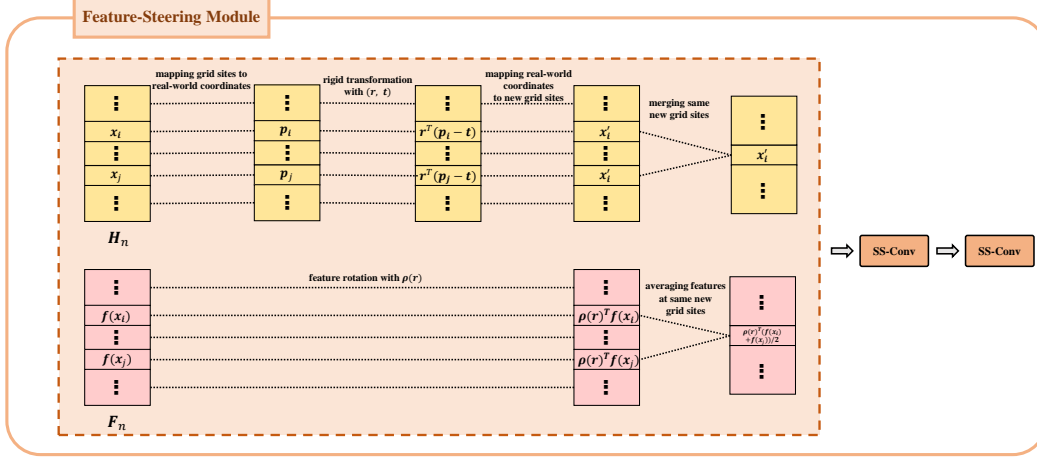 Feature-Steering Module
mapping grid sites to
real-world coordinates
rigid transformation
with (r, t)
mapping real-world
coordinates
to new grid sites
merging same
new grid sites
⋮ ⋮ ⋮ ⋮ ⋮
x_i p_i r^T(p_i − t) x'_i
⋮ ⋮ ⋮ ⋮ x'_i
x_j p_j r^T(p_j − t) x'_i
⋮ ⋮ ⋮ ⋮ ⋮
H_n
SS-Conv SS-Conv
feature rotation with ρ(r)
averaging features
at same new
grid sites
⋮ ⋮ ⋮
f(x_i) ρ(r)^T f(x_i)
⋮ ⋮ ρ(r)^T(f(x_i)
+f(x_j))/2
f(x_j) ρ(r)^T f(x_j)
⋮ ⋮ ⋮
F_n